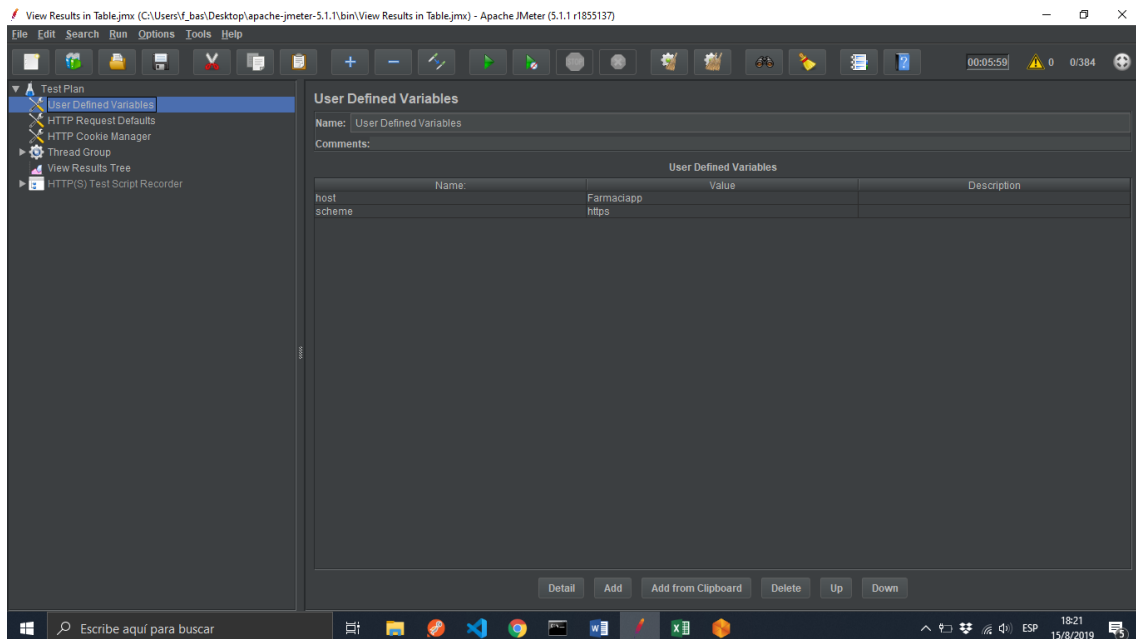 View Results in Table.jmx (C:\Users\f_bas\Desktop\apache-jmeter-5.1.1\bin\View Results in Table.jmx) - Apache JMeter (5.1.1 r1855137)
File Edit Search Run Options Tools Help
00:05:59 0 0/384
Test Plan
User Defined Variables
HTTP Request Defaults
HTTP Cookie Manager
Thread Group
View Results Tree
HTTP(S) Test Script Recorder
User Defined Variables
Name: User Defined Variables
Comments:
User Defined Variables
Name: Value Description
host Farmaciapp
scheme https
Detail Add Add from Clipboard Delete Up Down
Escribe aquí para buscar
ESP
18:21
15/8/2019